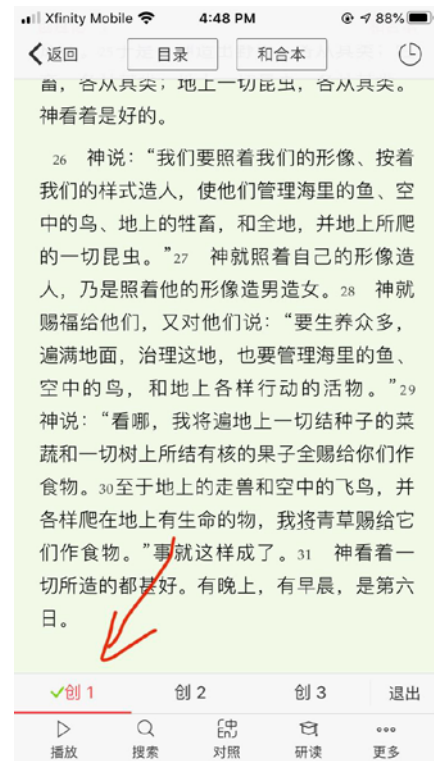 Xfinity Mobile 4:48 PM 88%
返回 目录 和合本
畜，各从其类；地上一切昆虫，各从其类。
神看着是好的。
26 神说：“我们要照着我们的形像、按着
我们的样式造人，使他们管理海里的鱼、空
中的鸟、地上的牲畜，和全地，并地上所爬
的一切昆虫。”27 神就照着自己的形像造
人，乃是照着他的形像造男造女。28 神就
赐福给他们，又对他们说：“要生养众多，
遍满地面，治理这地，也要管理海里的鱼、
空中的鸟，和地上各样行动的活物。”29
神说：“看哪，我将遍地上一切结种子的菜
蔬和一切树上所结有核的果子全赐给你们作
食物。30至于地上的走兽和空中的飞鸟，并
各样爬在地上有生命的物，我将青草赐给它
们作食物。”事就这样成了。31 神看着一
切所造的都甚好。有晚上，有早晨，是第六
日。
创 1 创 2 创 3 退出
播放 搜索 对照 研读 更多